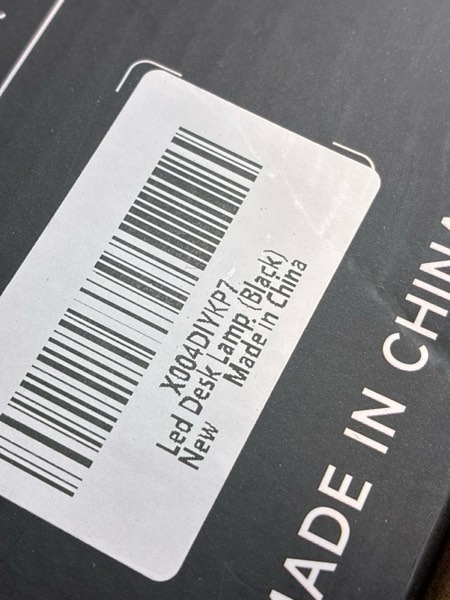 X004DIYKP7
Led Desk Lamp (Black)
New Made in China
MADE IN CHINA